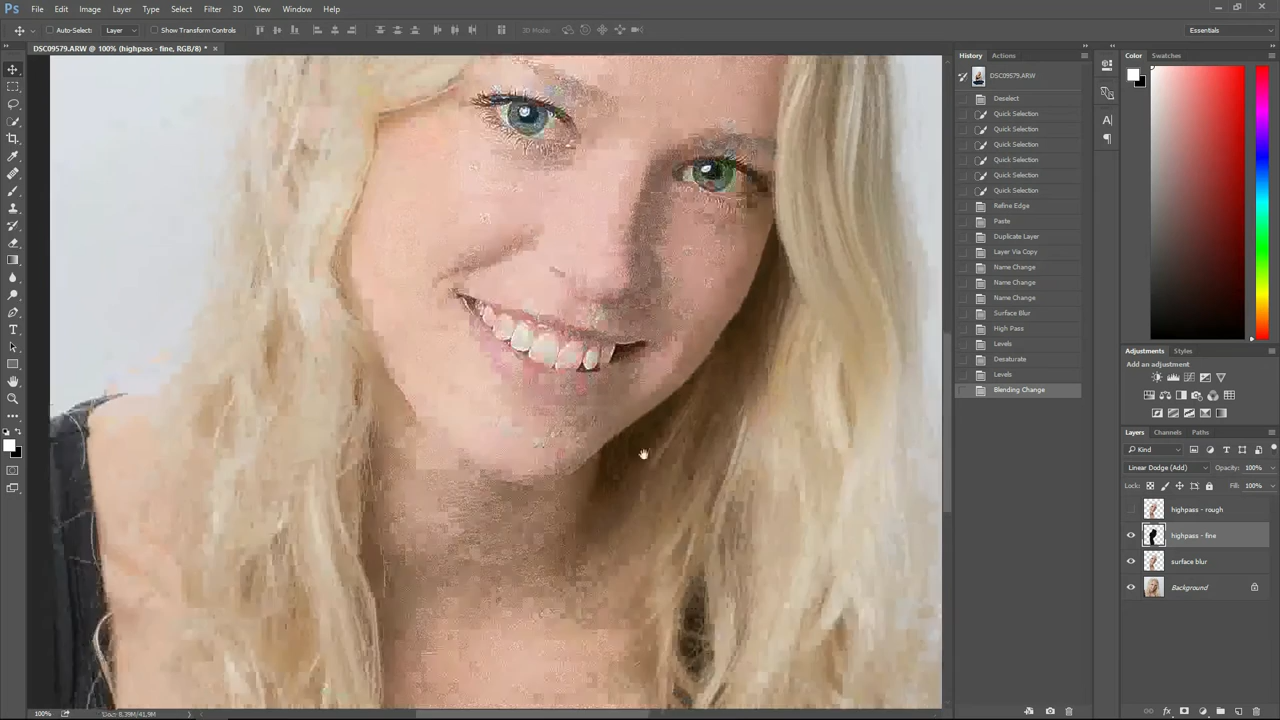 Ps File Edit Image Layer Type Select Filter 3D View Window Help
Auto-Select: Layer Show Transform Controls 3D Mode: Essentials
DSC09579.ARW @ 100% (highpass - fine, RGB/8) * ×
History Actions
DSC09579.ARW
Deselect
Quick Selection
Quick Selection
Quick Selection
Quick Selection
Quick Selection
Quick Selection
Refine Edge
Paste
Duplicate Layer
Layer Via Copy
Name Change
Name Change
Name Change
Surface Blur
High Pass
Levels
Desaturate
Levels
Blending Change
Color Swatches
Adjustments Styles
Add an adjustment
Layers Channels Paths
Kind
Linear Dodge (Add) Opacity: 100%
Lock: Fill: 100%
highpass - rough
highpass - fine
surface blur
Background
100% Doc: 8.39M/41.9M